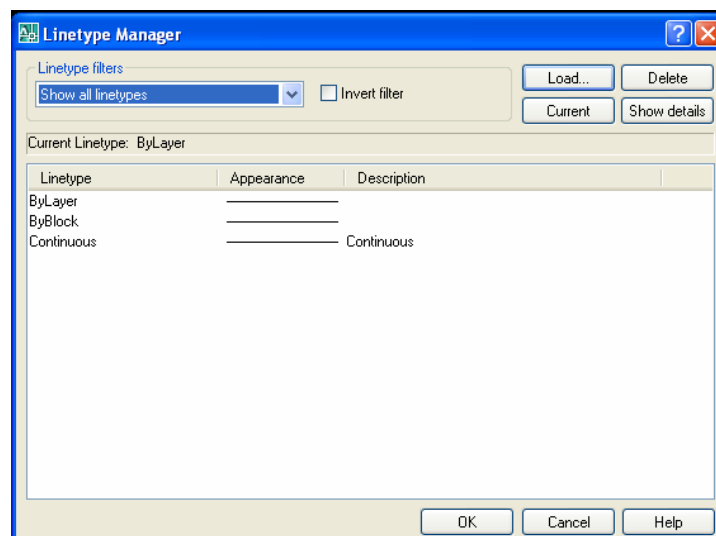 Linetype Manager
Linetype filters
Show all linetypes
Invert filter
Load...
Delete
Current
Show details
Current Linetype: ByLayer
Linetype Appearance Description
ByLayer
ByBlock
Continuous Continuous
OK Cancel Help